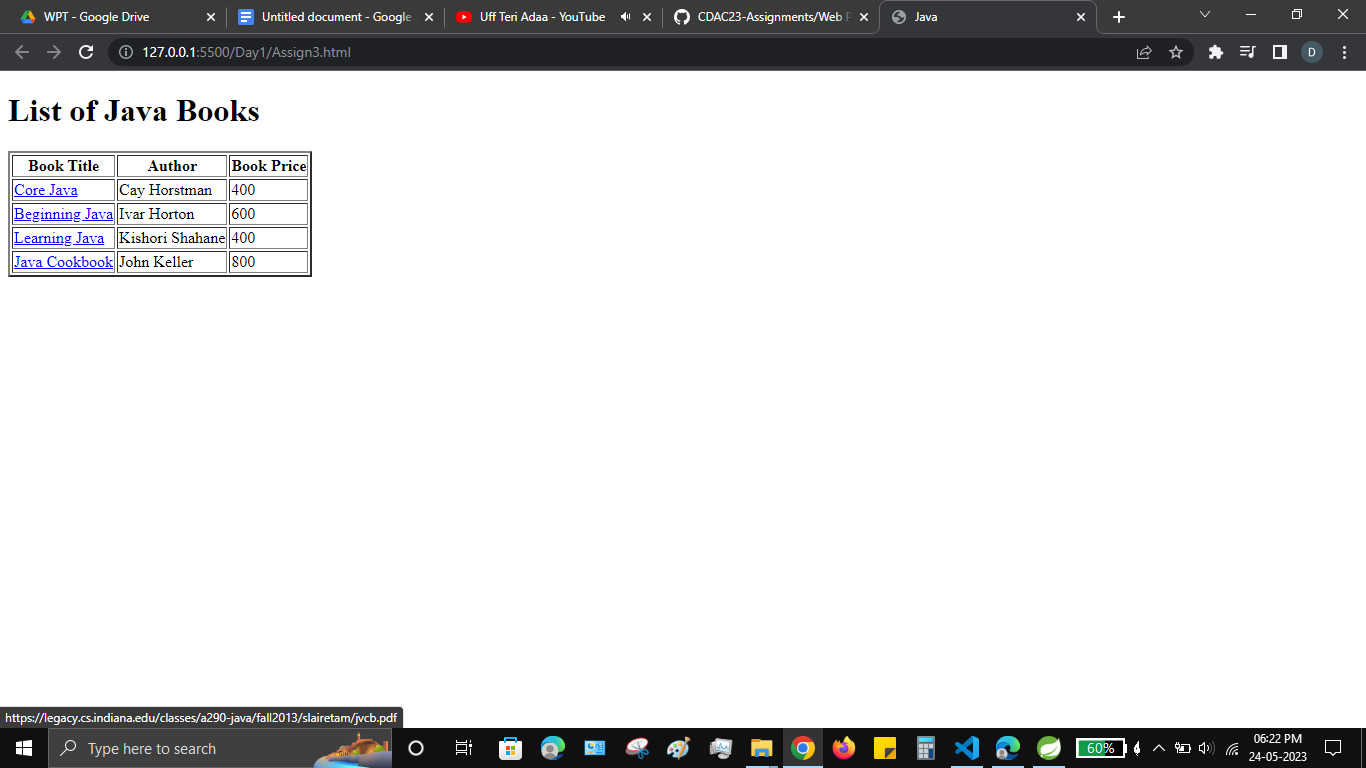 WPT - Google Drive
Untitled document - Google
Uff Teri Adaa - YouTube
CDAC23-Assignments/Web P
Java
127.0.0.1:5500/Day1/Assign3.html
D
List of Java Books
Book Title Author Book Price
Core Java Cay Horstman 400
Beginning Java Ivar Horton 600
Learning Java Kishori Shahane 400
Java Cookbook John Keller 800
https://legacy.cs.indiana.edu/classes/a290-java/fall2013/slairetam/jvcb.pdf
Type here to search
60%
06:22 PM
24-05-2023